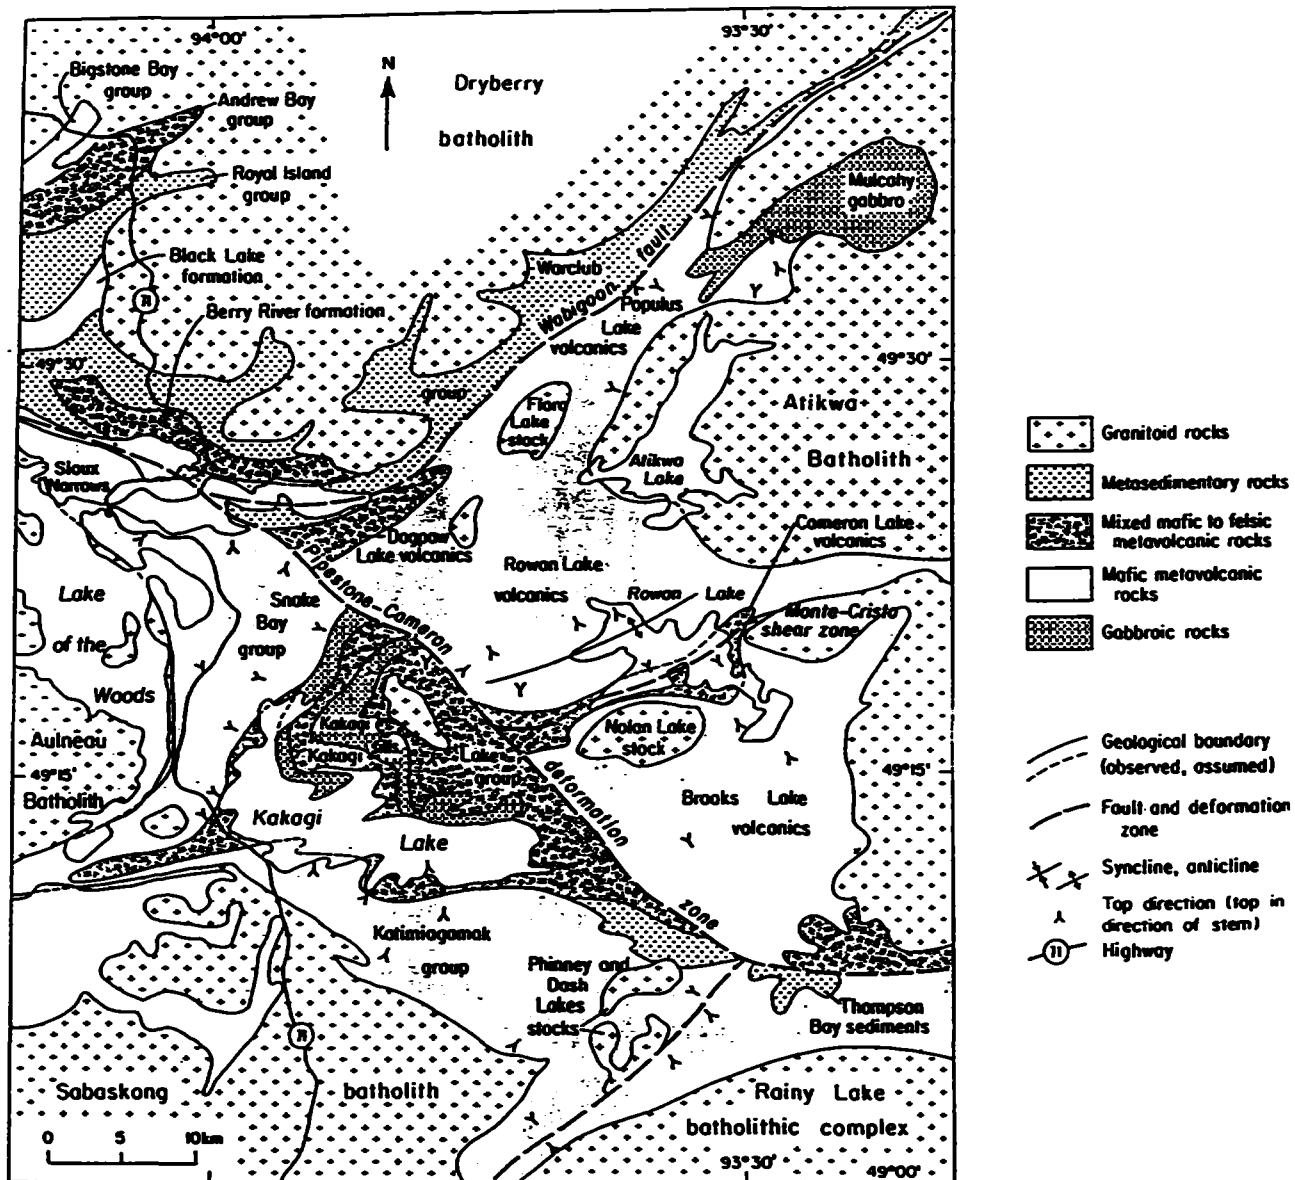 94°00'
93°30'
Bigstone Bay
group
N
Dryberry
batholith
Andrew Bay
group
Royal Island
group
Mulcahy
gabbro
Black Lake
formation
71
Berry River formation
Warclub
group
Wabigoon fault
Populus
Lake
volcanics
49°30'
49°30'
Flora
Lake
stock
Atikwa
Batholith
Atikwa
Lake
Sioux
Narrows
Cameron Lake
volcanics
Dogpaw
Lake volcanics
Rowan Lake
volcanics
Rowan Lake
Monte-Cristo
shear zone
Pipestone-Cameron
deformation
zone
Lake
of the
Woods
Snake
Bay
group
Aulneau
Batholith
49°15'
49°15'
Kakagi
Kakagi
Sills
Lake
group
Nolan Lake
stock
Brooks Lake
volcanics
Kakagi
Lake
Katimiagamak
group
Phinney and
Dash
Lakes
stocks
Thompson
Bay sediments
71
Sabaskong
batholith
Rainy Lake
batholithic complex
0 5 10km
93°30'
49°00'
Granitoid rocks
Metasedimentary rocks
Mixed mafic to felsic
metavolcanic rocks
Mafic metavolcanic
rocks
Gabbroic rocks
Geological boundary
(observed, assumed)
Fault and deformation
zone
Syncline, anticline
Top direction (top in
direction of stem)
71
Highway